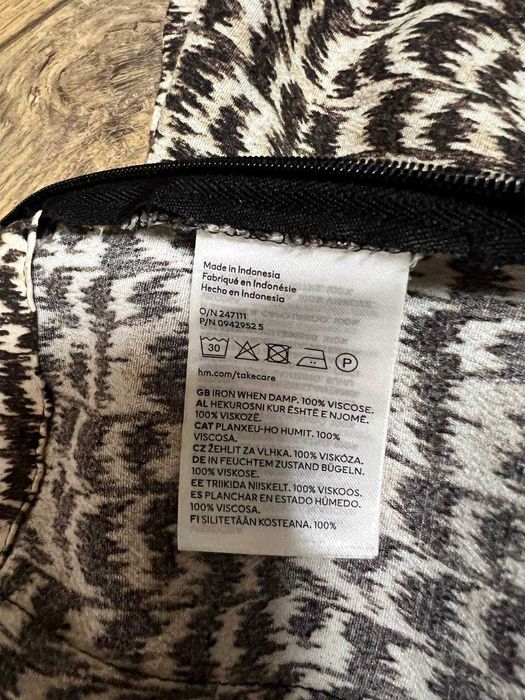 Made in Indonesia
Fabriqué en Indonésie
Hecho en Indonesia
O/N 247111
P/N 0942952 5
30
P
hm.com/takecare
GB IRON WHEN DAMP. 100% VISCOSE.
AL HEKUROSNI KUR ËSHTË E NJOMË.
100% VISKOZË.
CAT PLANXEU-HO HUMIT. 100%
VISCOSA.
CZ ŽEHLIT ZA VLHKA. 100% VISKÓZA.
DE IN FEUCHTEM ZUSTAND BÜGELN.
100% VISKOSE.
EE TRIIKIDA NIISKELT. 100% VISKOOS.
ES PLANCHAR EN ESTADO HÚMEDO.
100% VISCOSA.
FI SILITETÄÄN KOSTEANA. 100%